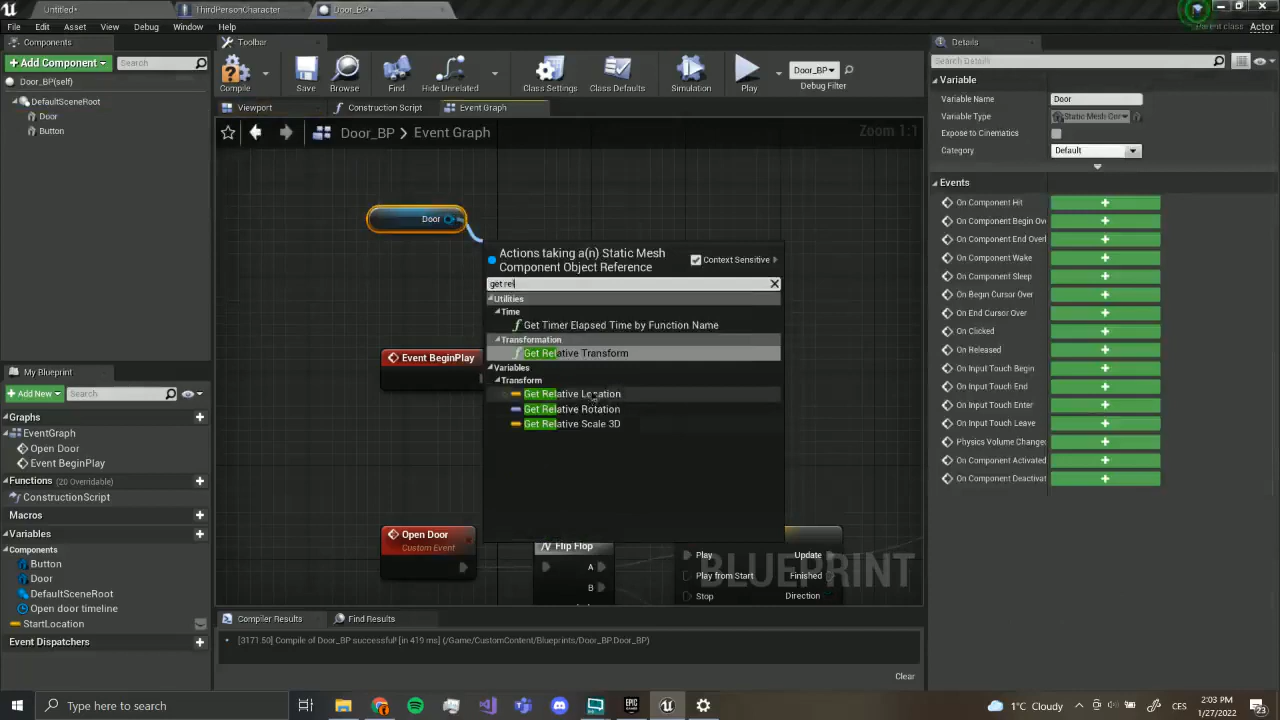 Untitled*
ThirdPersonCharacter
Door_BP*
File Edit Asset View Debug Window Help
Parent class: Actor
Components
+ Add Component
Search
Door_BP(self)
DefaultSceneRoot
Door
Button
Toolbar
Compile
Save
Browse
Find
Hide Unrelated
Class Settings
Class Defaults
Simulation
Play
Door_BP
Debug Filter
Viewport
Construction Script
Event Graph
Door_BP > Event Graph
Zoom 1:1
Door
Actions taking a(n) Static Mesh
Component Object Reference
Context Sensitive
get rel
Utilities
Time
Get Timer Elapsed Time by Function Name
Transformation
Get Relative Transform
Variables
Transform
Get Relative Location
Get Relative Rotation
Get Relative Scale 3D
Event BeginPlay
Open Door
Custom Event
Flip Flop
A
B
Play
Play from Start
Stop
Update
Finished
Direction
BLUEPRINT
My Blueprint
+ Add New
Search
Graphs
EventGraph
Open Door
Event BeginPlay
Functions (20 Overridable)
ConstructionScript
Macros
Variables
Components
Button
Door
DefaultSceneRoot
Open door timeline
StartLocation
Event Dispatchers
Compiler Results
Find Results
[3171.50] Compile of Door_BP successful! [in 419 ms] (/Game/CustomContent/Blueprints/Door_BP.Door_BP)
Clear
Details
Search Details
Variable
Variable Name Door
Variable Type Static Mesh Cor
Expose to Cinematics
Category Default
Events
On Component Hit
On Component Begin Ove
On Component End Overl
On Component Wake
On Component Sleep
On Begin Cursor Over
On End Cursor Over
On Clicked
On Released
On Input Touch Begin
On Input Touch End
On Input Touch Enter
On Input Touch Leave
Physics Volume Changed
On Component Activated
On Component Deactivat
Type here to search
1°C Cloudy
CES
2:03 PM
1/27/2022
23